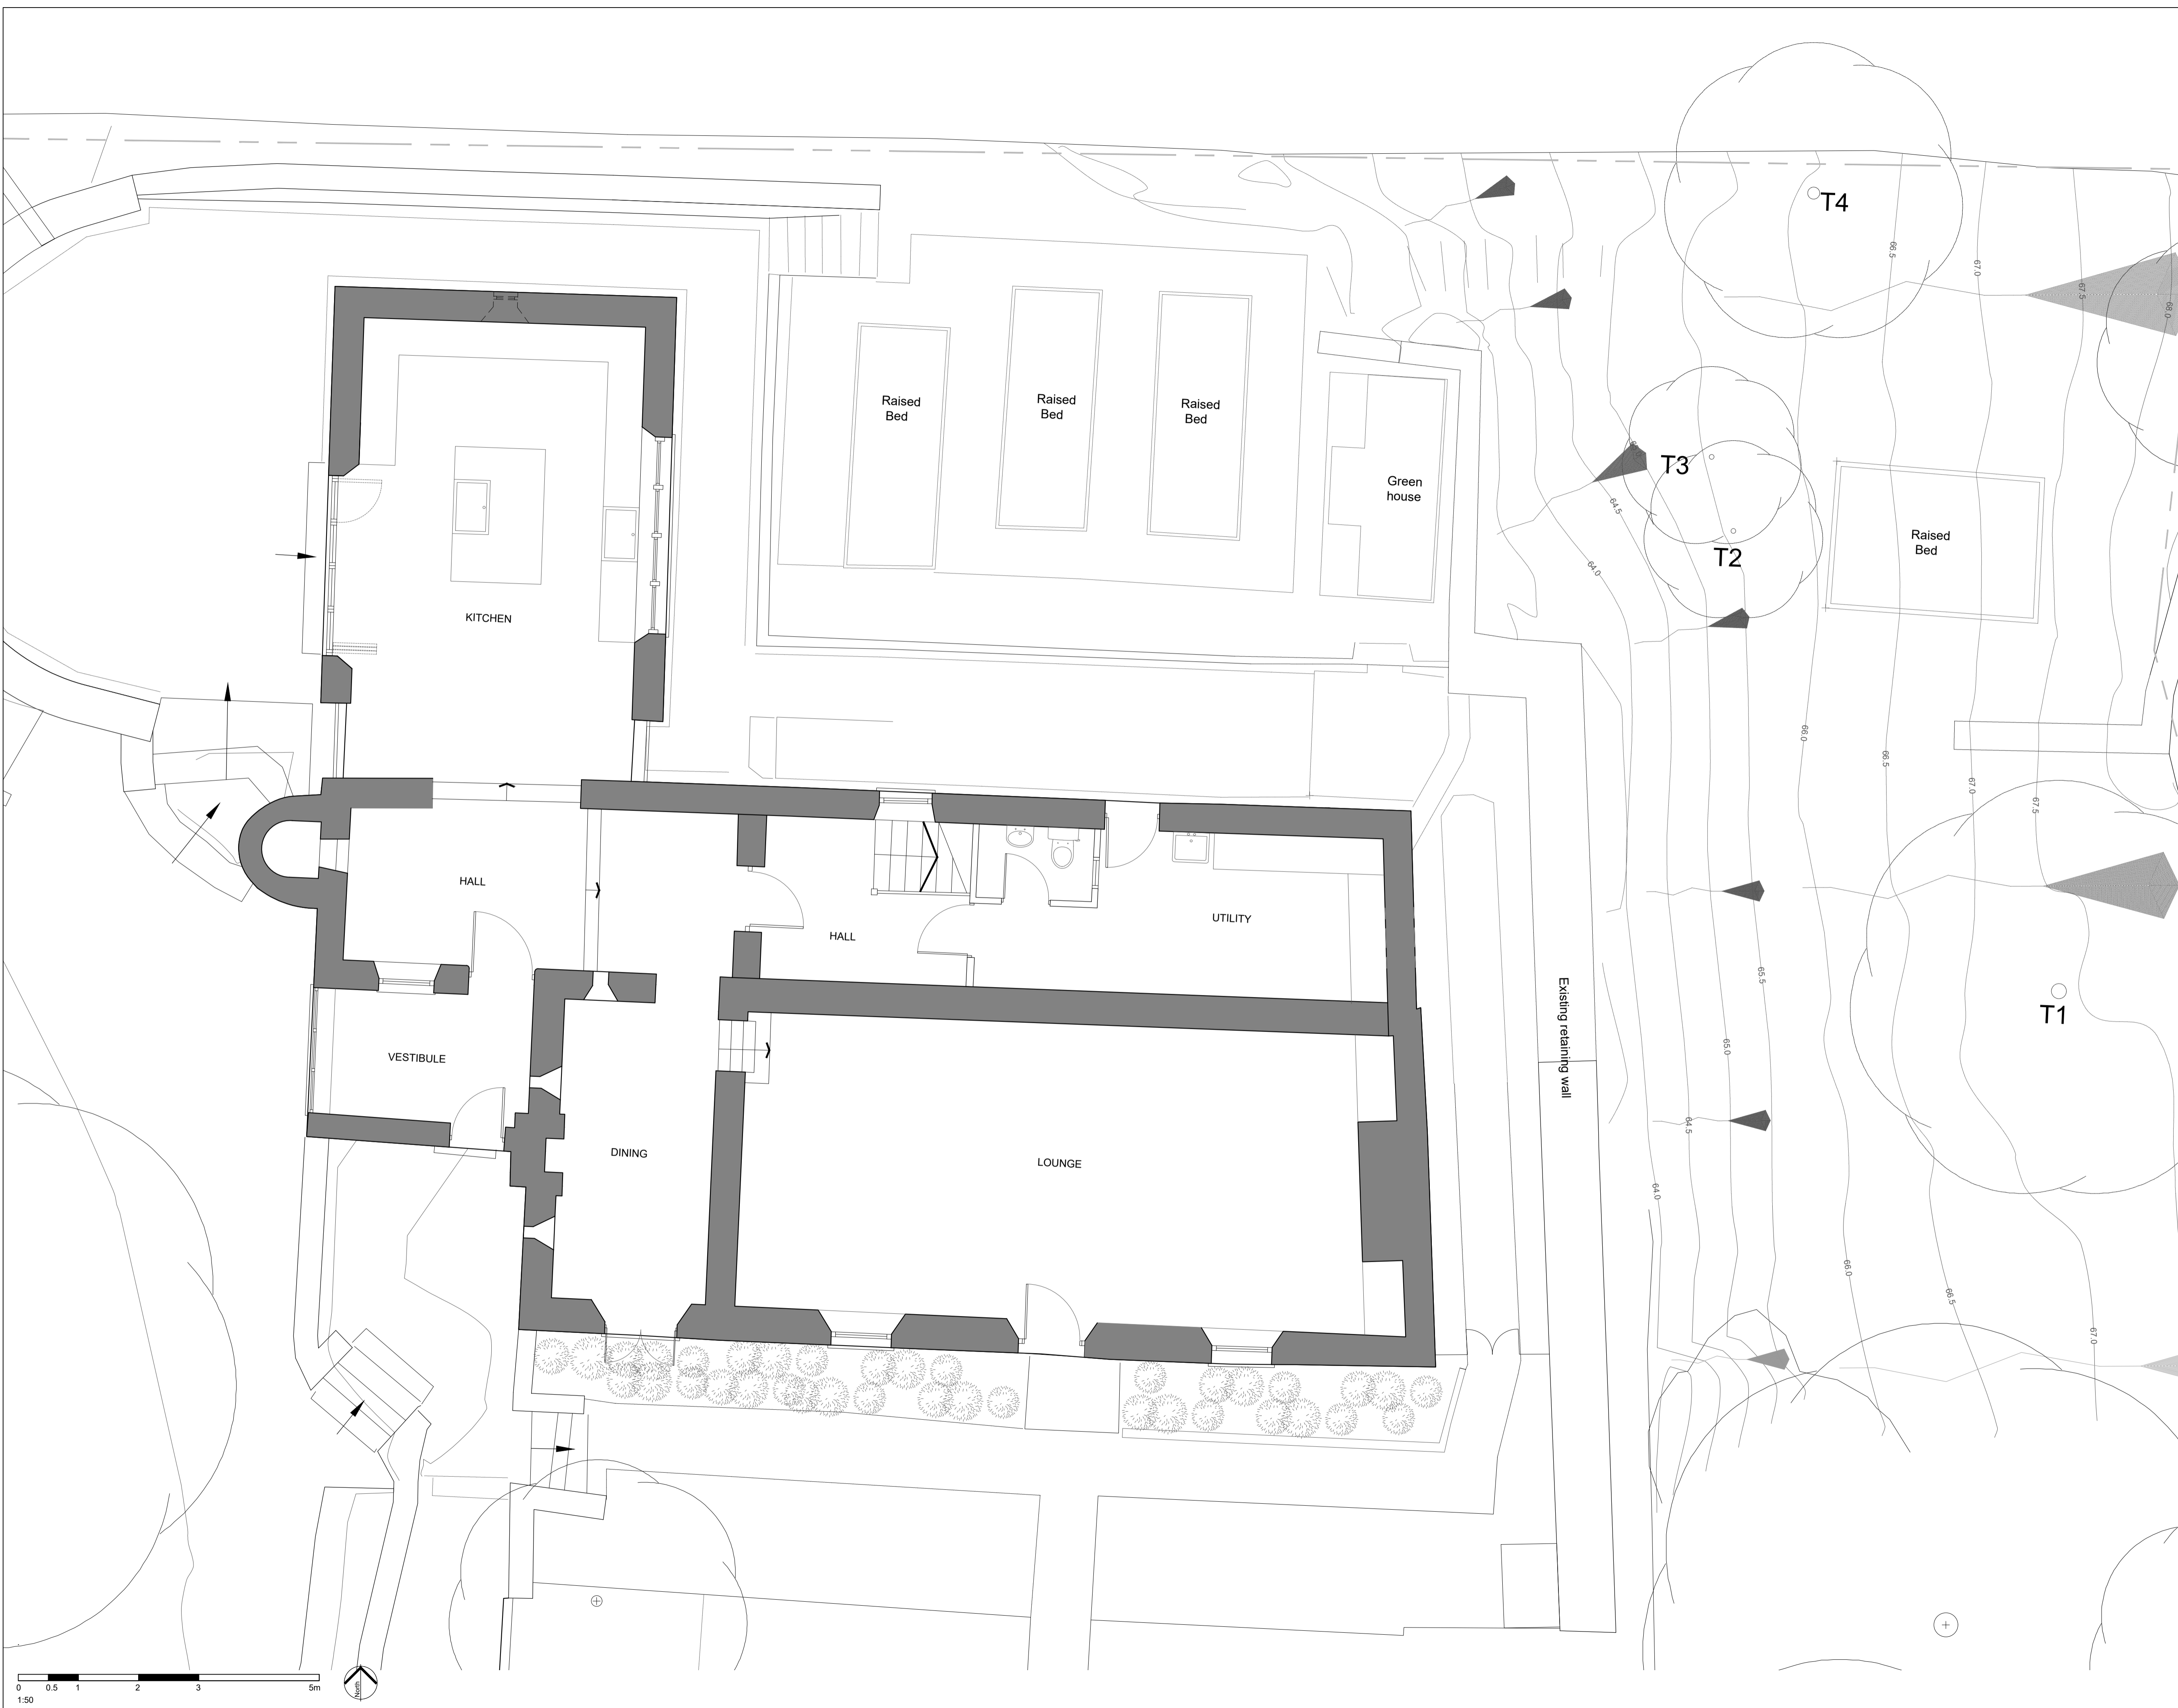 T4
66.5
67.0
67.5
68.0
Raised
Bed
Raised
Bed
Raised
Bed
T3
Green
house
64.5
T2
Raised
Bed
64.0
KITCHEN
66.0
66.5
67.0
67.5
HALL
UTILITY
HALL
65.5
Existing retaining wall
T1
65.0
VESTIBULE
64.5
DINING
LOUNGE
64.0
66.0
66.5
67.0
0 0.5 1 2 3 5m
1:50
North